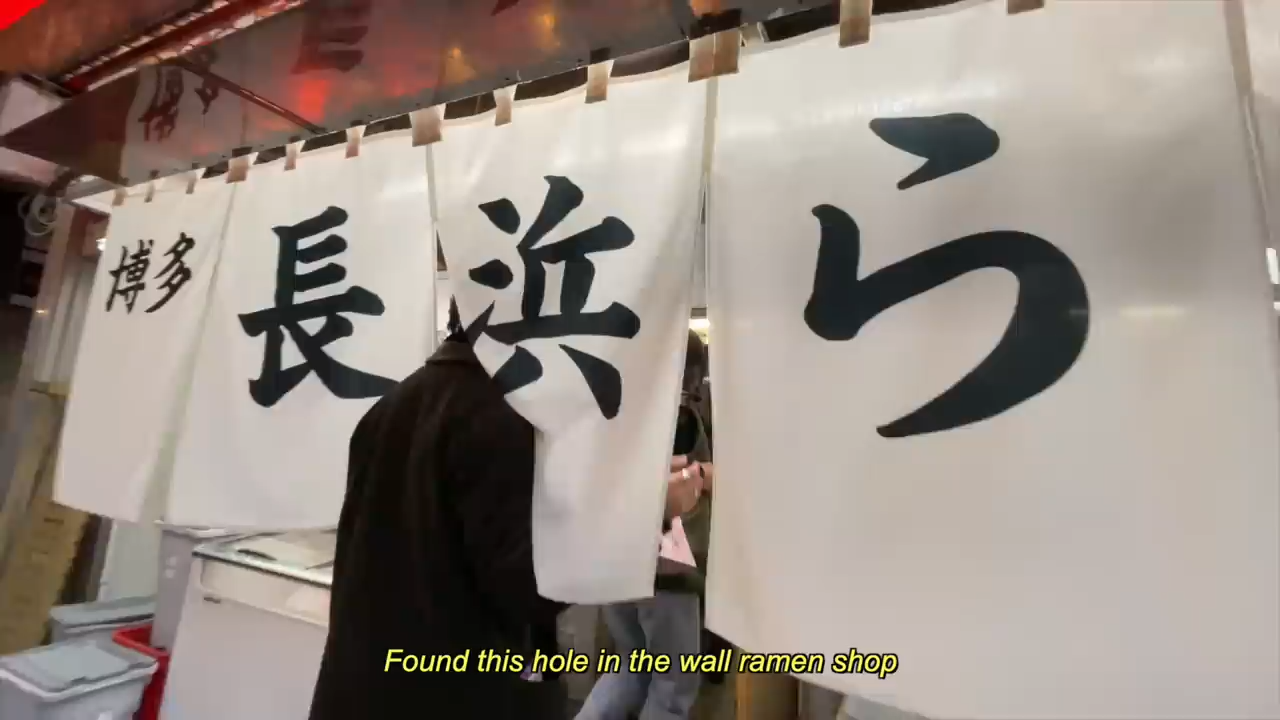 博多
長浜ら
Found this hole in the wall ramen shop